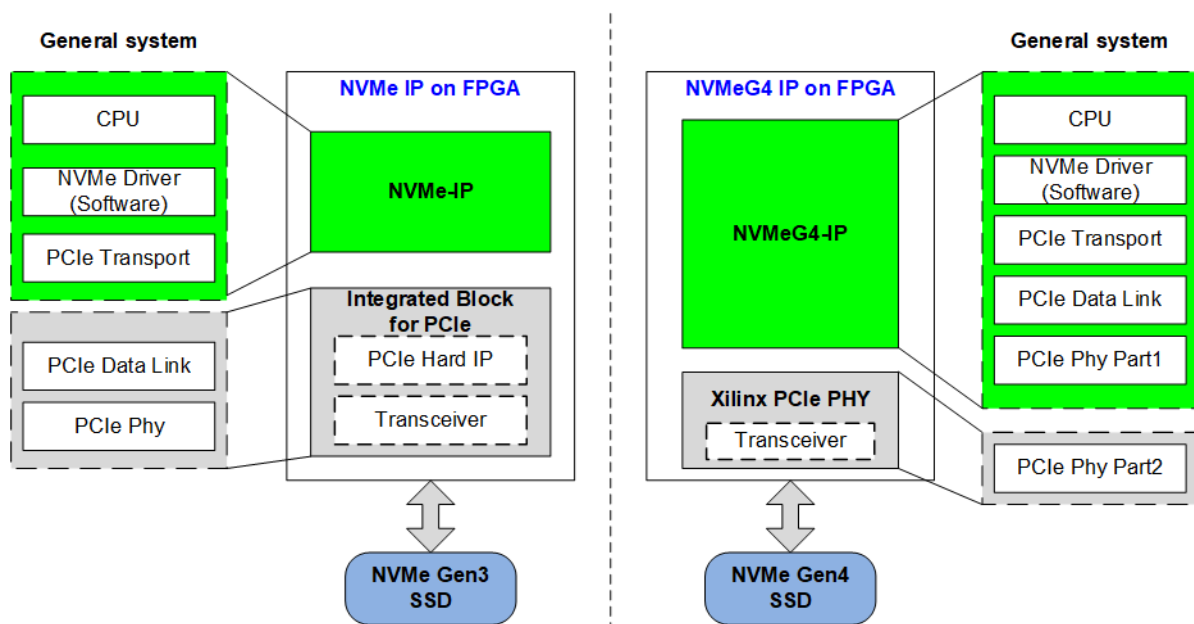 General system
CPU
NVMe Driver
(Software)
PCIe Transport
PCIe Data Link
PCIe Phy
NVMe IP on FPGA
NVMe-IP
Integrated Block
for PCIe
PCIe Hard IP
Transceiver
NVMe Gen3
SSD
NVMeG4 IP on FPGA
NVMeG4-IP
Xilinx PCIe PHY
Transceiver
NVMe Gen4
SSD
General system
CPU
NVMe Driver
(Software)
PCIe Transport
PCIe Data Link
PCIe Phy Part1
PCIe Phy Part2